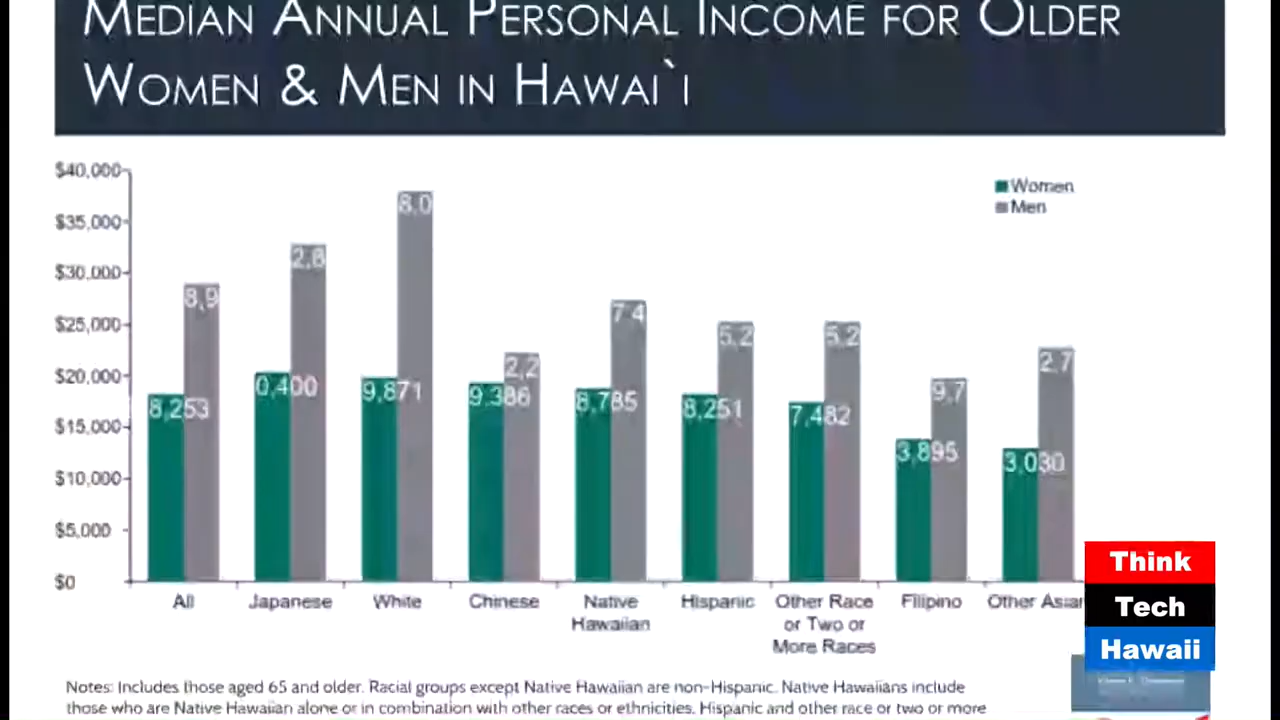 MEDIAN ANNUAL PERSONAL INCOME FOR OLDER
WOMEN & MEN IN HAWAI`I
$40,000
$35,000
$30,000
$25,000
$20,000
$15,000
$10,000
$5,000
$0
Women
Men
8,253
8,9
0,400
2,8
9,871
8.0
9.386
2,2
8,785
7.4
8,251
5,2
7,482
5.2
3,895
9,7
3,030
2,7
All
Japanese
White
Chinese
Native
Hawaiian
Hispanic
Other Race
or Two or
More Races
Filipino
Other Asian
Think
Tech
Hawaii
Notes: Includes those aged 65 and older. Racial groups except Native Hawaiian are non-Hispanic. Native Hawaiians include
those who are Native Hawaiian alone or in combination with other races or ethnicities. Hispanic and other race or two or more